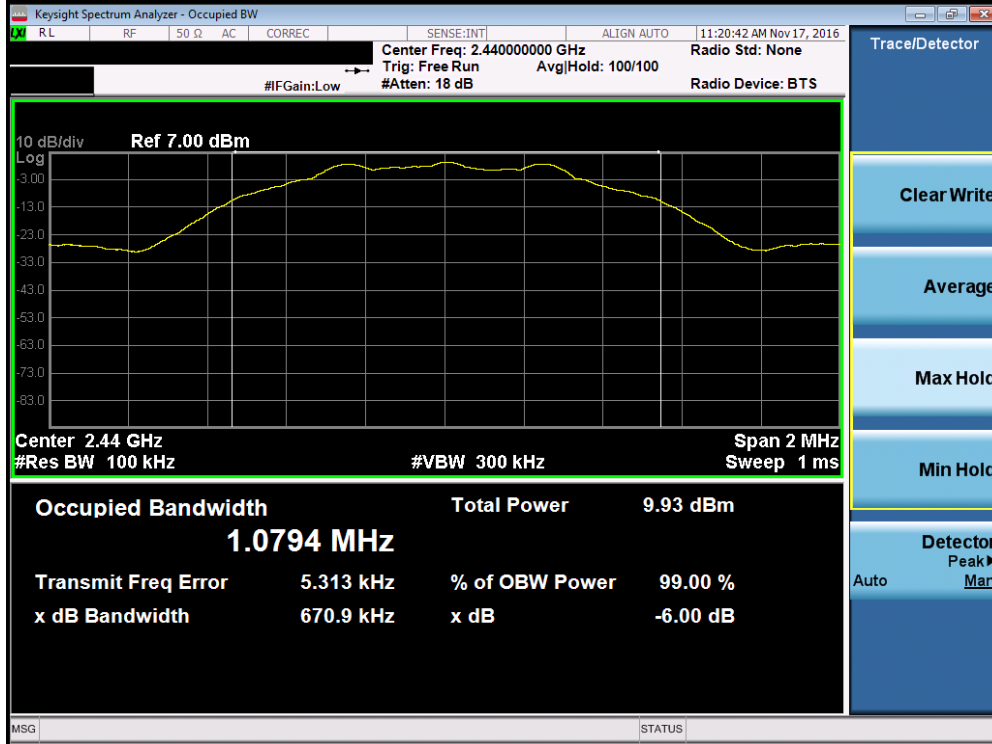 Keysight Spectrum Analyzer - Occupied BW
LXI RL RF 50 Ω AC CORREC SENSE:INT ALIGN AUTO 11:20:42 AM Nov 17, 2016
Center Freq: 2.440000000 GHz Radio Std: None
Trig: Free Run Avg|Hold: 100/100
#IFGain:Low #Atten: 18 dB Radio Device: BTS
10 dB/div Ref 7.00 dBm
Log
-3.00
-13.0
-23.0
-33.0
-43.0
-53.0
-63.0
-73.0
-83.0
Center 2.44 GHz Span 2 MHz
#Res BW 100 kHz #VBW 300 kHz Sweep 1 ms
Occupied Bandwidth Total Power 9.93 dBm
1.0794 MHz
Transmit Freq Error 5.313 kHz % of OBW Power 99.00 %
x dB Bandwidth 670.9 kHz x dB -6.00 dB
MSG STATUS
Trace/Detector
Clear Write
Average
Max Hold
Min Hold
Detector
Peak▶
Auto Man